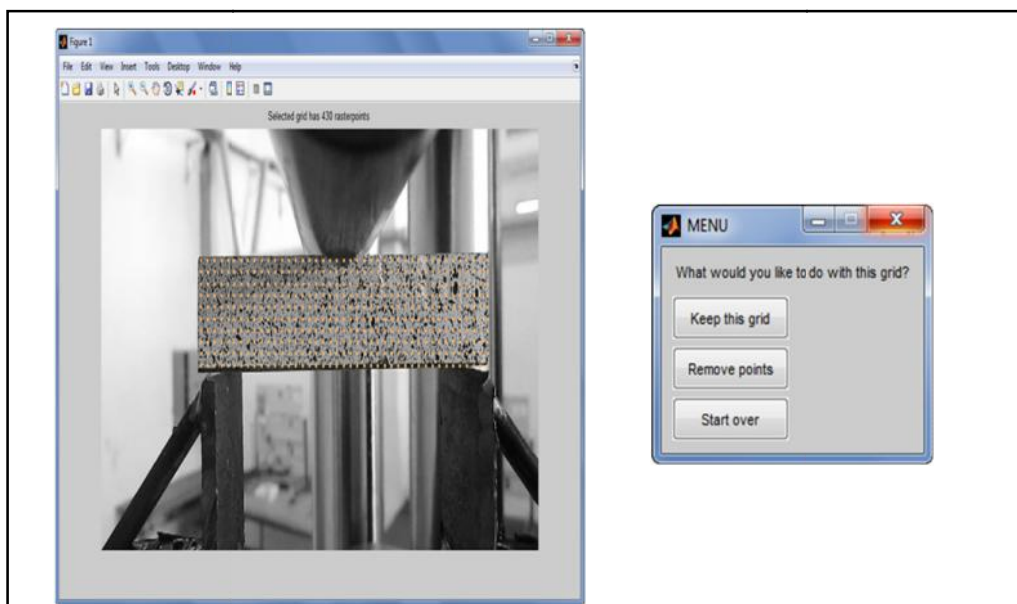 Figure 1
File Edit View Insert Tools Desktop Window Help
Selected grid has 430 rasterpoints
MENU
What would you like to do with this grid?
Keep this grid
Remove points
Start over